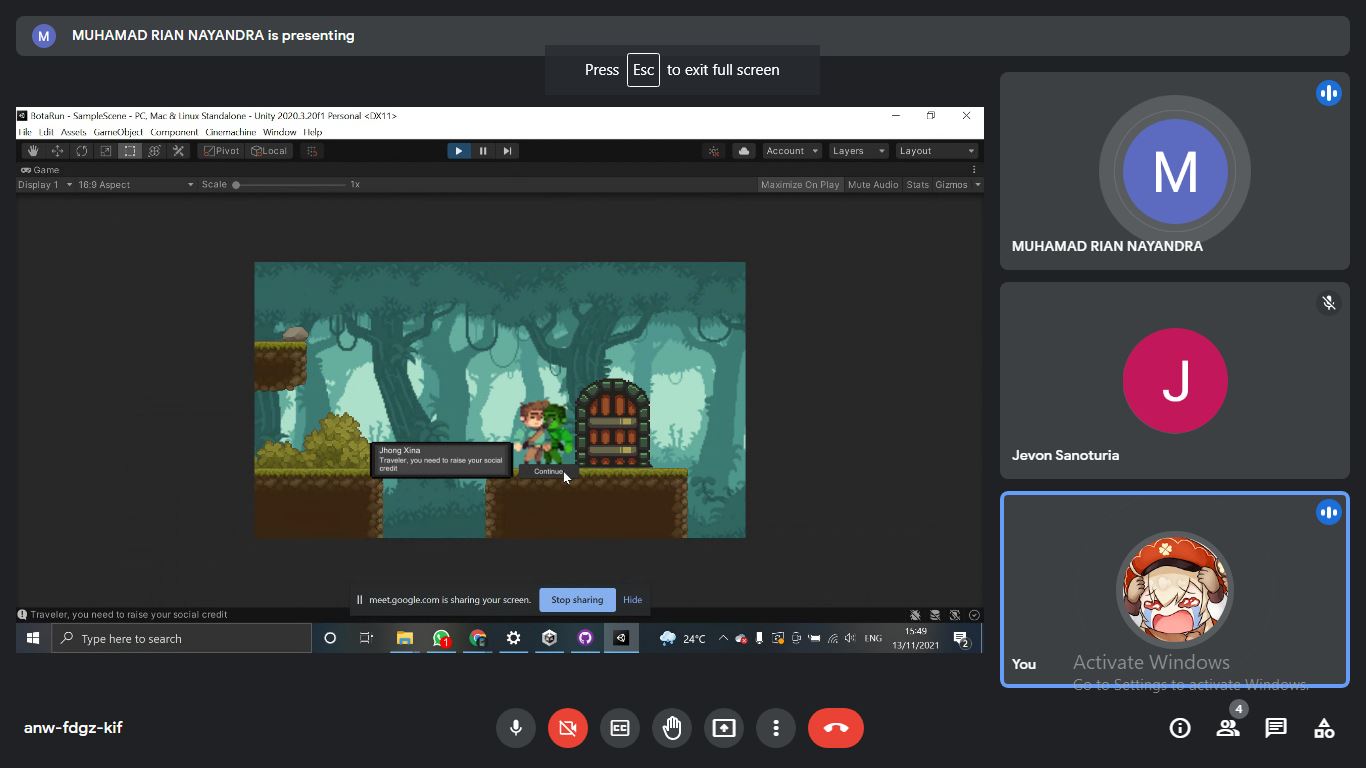 M
MUHAMAD RIAN NAYANDRA is presenting
Press Esc to exit full screen
BotaRun - SampleScene - PC, Mac & Linux Standalone - Unity 2020.3.20f1 Personal <DX11>
File Edit Assets GameObject Component Cinemachine Window Help
Pivot Local Account Layers Layout
Game
Display 1 16:9 Aspect Scale 1x Maximize On Play Mute Audio Stats Gizmos
Jhong Xina
Traveler, you need to raise your social
credit
Continue
meet.google.com is sharing your screen. Stop sharing Hide
Traveler, you need to raise your social credit
Type here to search
1
24°C
ENG
15:49
13/11/2021
2
M
MUHAMAD RIAN NAYANDRA
J
Jevon Sanoturia
You
Activate Windows
Go to Settings to activate Windows.
anw-fdgz-kif
4